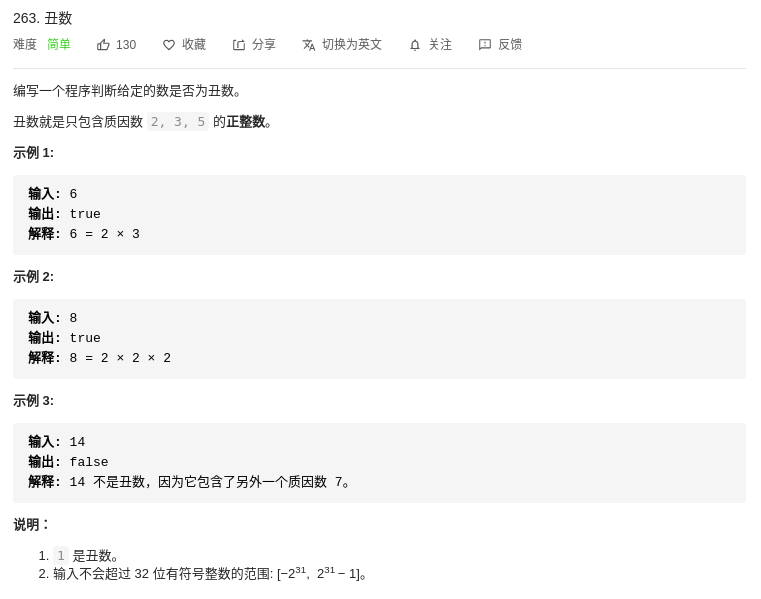 263. 丑数
难度 简单 130 收藏 分享 切换为英文 关注 反馈
编写一个程序判断给定的数是否为丑数。
丑数就是只包含质因数 2, 3, 5 的正整数。
示例 1:
输入: 6
输出: true
解释: 6 = 2 × 3
示例 2:
输入: 8
输出: true
解释: 8 = 2 × 2 × 2
示例 3:
输入: 14
输出: false
解释: 14 不是丑数，因为它包含了另外一个质因数 7。
说明：
1. 1 是丑数。
2. 输入不会超过 32 位有符号整数的范围: [−2³¹, 2³¹ − 1]。